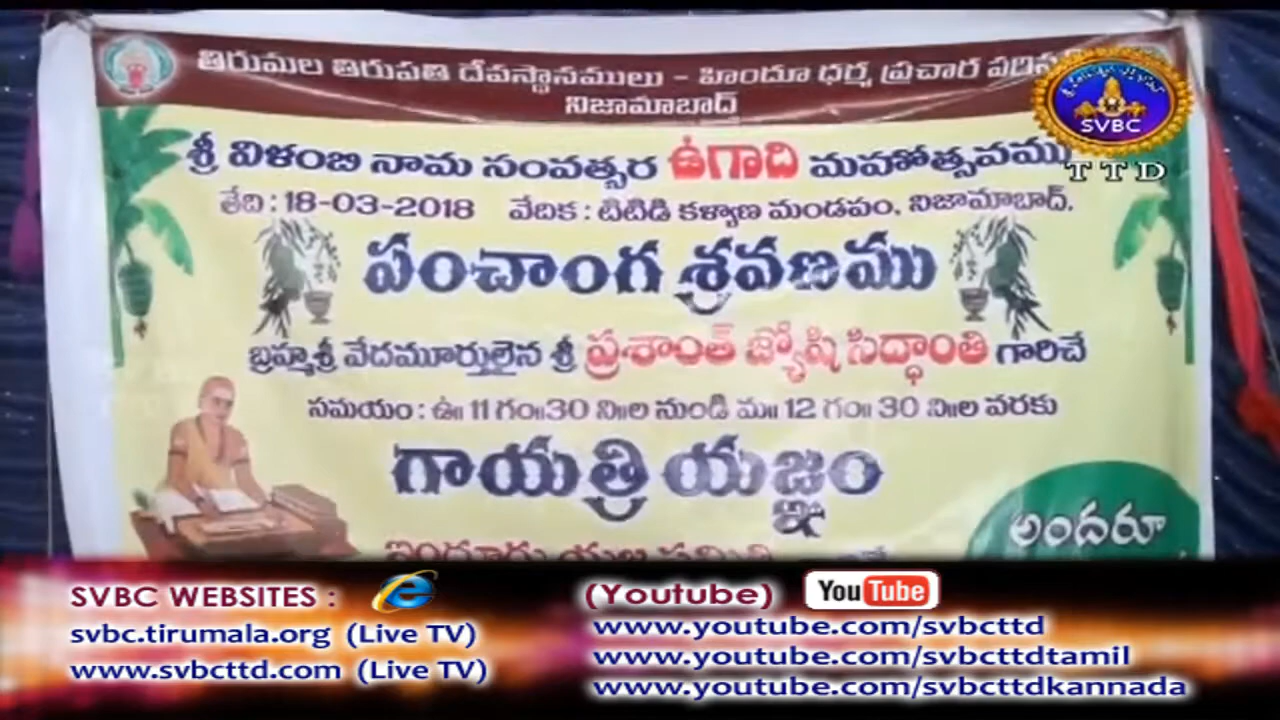 తిరుమల తిరుపతి దేవస్థానములు - హిందూ ధర్మ ప్రచార
నిజామాబాద్
SVBC
TTD
శ్రీ విళంబి నామ సంవత్సర ఉగాది మహోత్సవము
తేది : 18-03-2018 వేదిక : టిటిడి కళ్యాణ మండపం, నిజామాబాద్.
పంచాంగ శ్రవణము
బ్రహ్మశ్రీ వేదమూర్తులైన శ్రీ ప్రశాంత్ జ్యోషి సిద్ధాంతి గారిచే
సమయం : ఉ॥ 11 గం॥30 ని॥ల నుండి మ॥ 12 గం॥ 30 ని॥ల వరకు
గాయత్రి యజ్ఞం
అందరూ
SVBC WEBSITES :
svbc.tirumala.org (Live TV)
www.svbcttd.com (Live TV)
(Youtube) YouTube
www.youtube.com/svbcttd
www.youtube.com/svbcttdtamil
www.youtube.com/svbcttdkannada